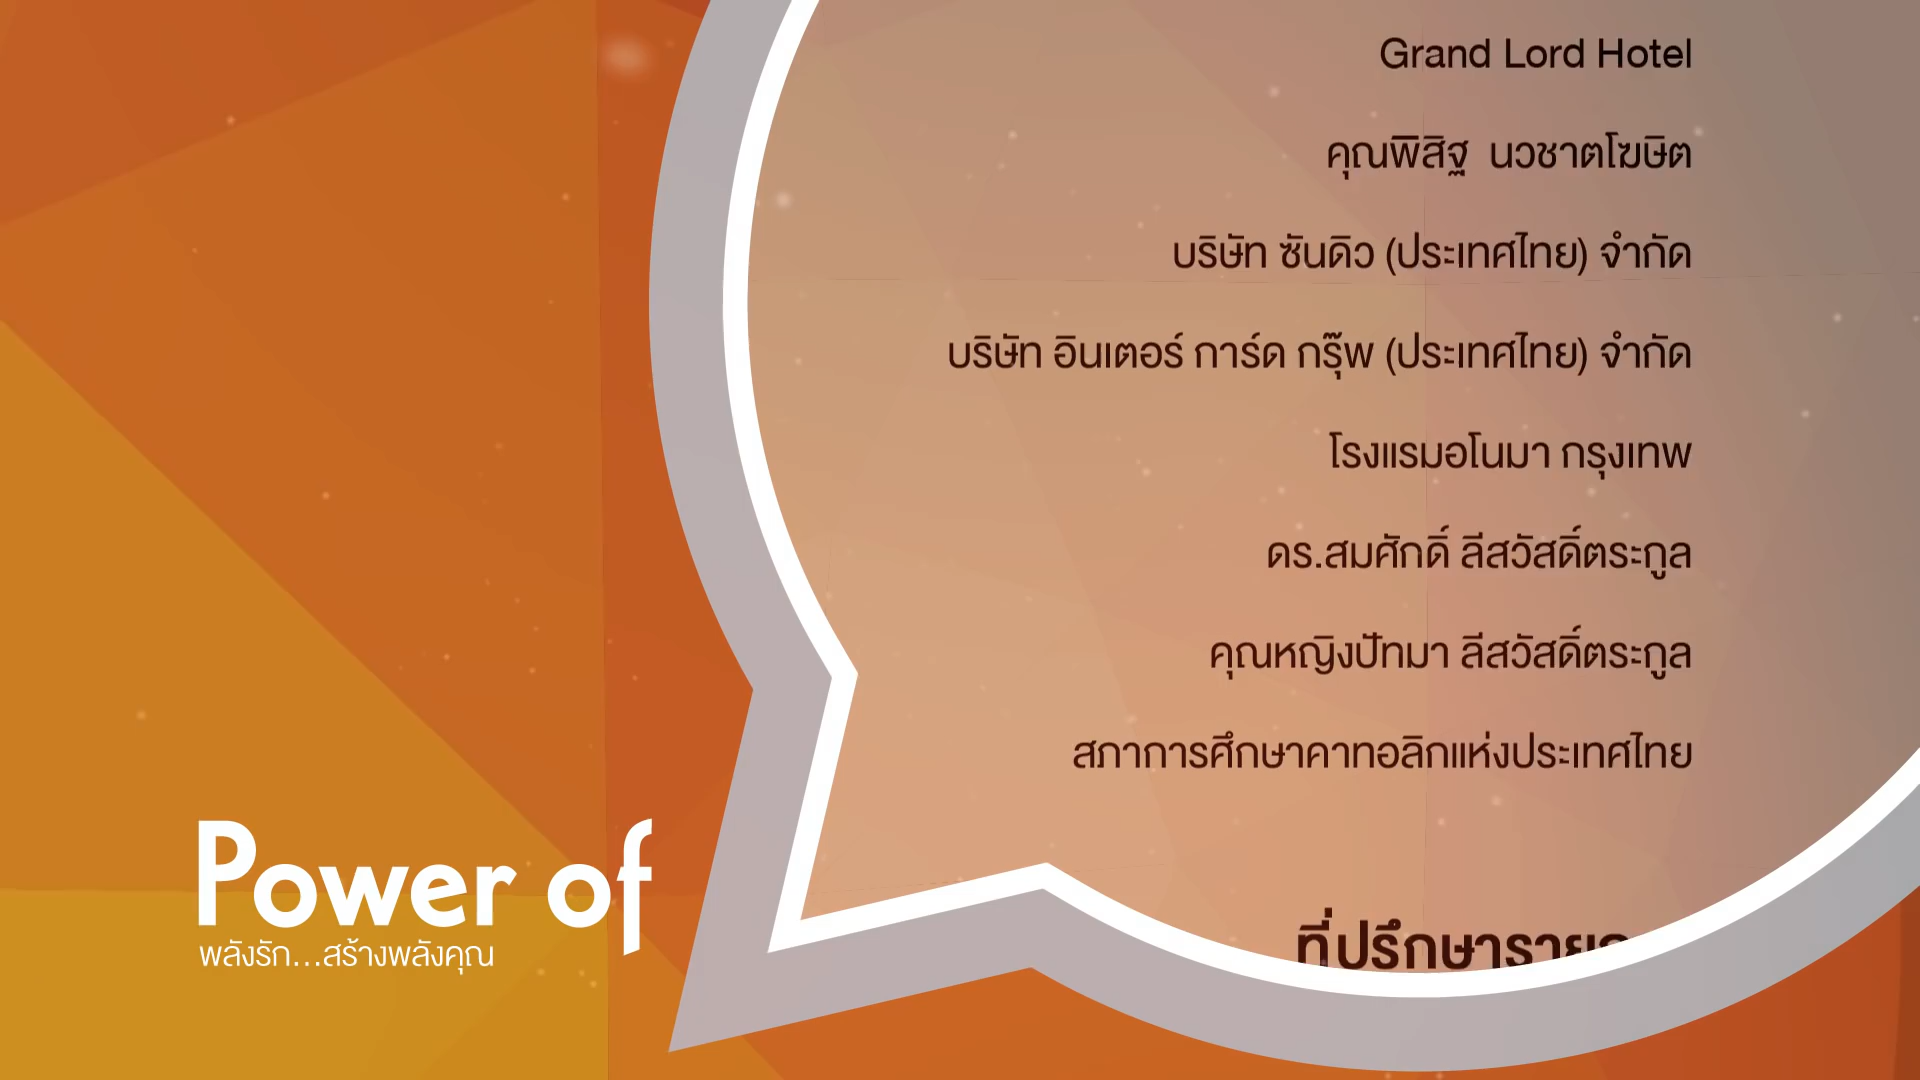 Grand Lord Hotel
คุณพิสิฐ นวชาตโฆษิต
บริษัท ซันดิว (ประเทศไทย) จำกัด
บริษัท อินเตอร์ การ์ด กรุ๊พ (ประเทศไทย) จำกัด
โรงแรมอโนมา กรุงเทพ
ดร.สมศักดิ์ ลีสวัสดิ์ตระกูล
คุณหญิงปัทมา ลีสวัสดิ์ตระกูล
สภาการศึกษาคาทอลิกแห่งประเทศไทย
ที่ปรึกษา
Power of
พลังรัก...สร้างพลังคุณ